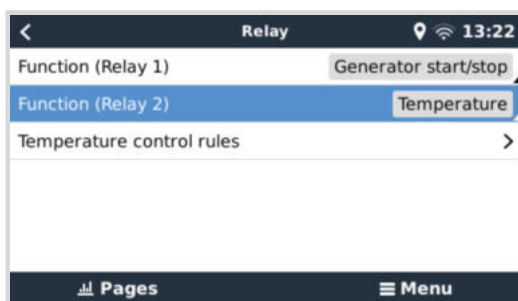 Relay 13:22
Function (Relay 1) Generator start/stop
Function (Relay 2) Temperature
Temperature control rules
Pages Menu